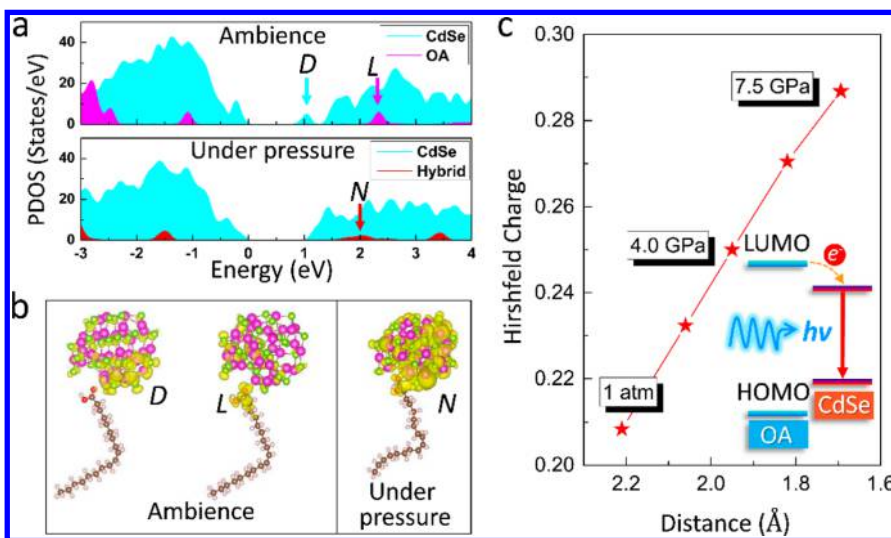 a
Ambience
CdSe
OA
D
L
40
20
0
Under pressure
CdSe
Hybrid
N
40
20
0
PDOS (States/eV)
-3 -2 -1 0 1 2 3 4
Energy (eV)
b
D
L
N
Ambience
Under
pressure
c
0.30
0.28
0.26
0.24
0.22
0.20
Hirshfeld Charge
7.5 GPa
4.0 GPa
1 atm
LUMO
e-
hν
HOMO
CdSe
OA
2.2 2.0 1.8 1.6
Distance (Å)